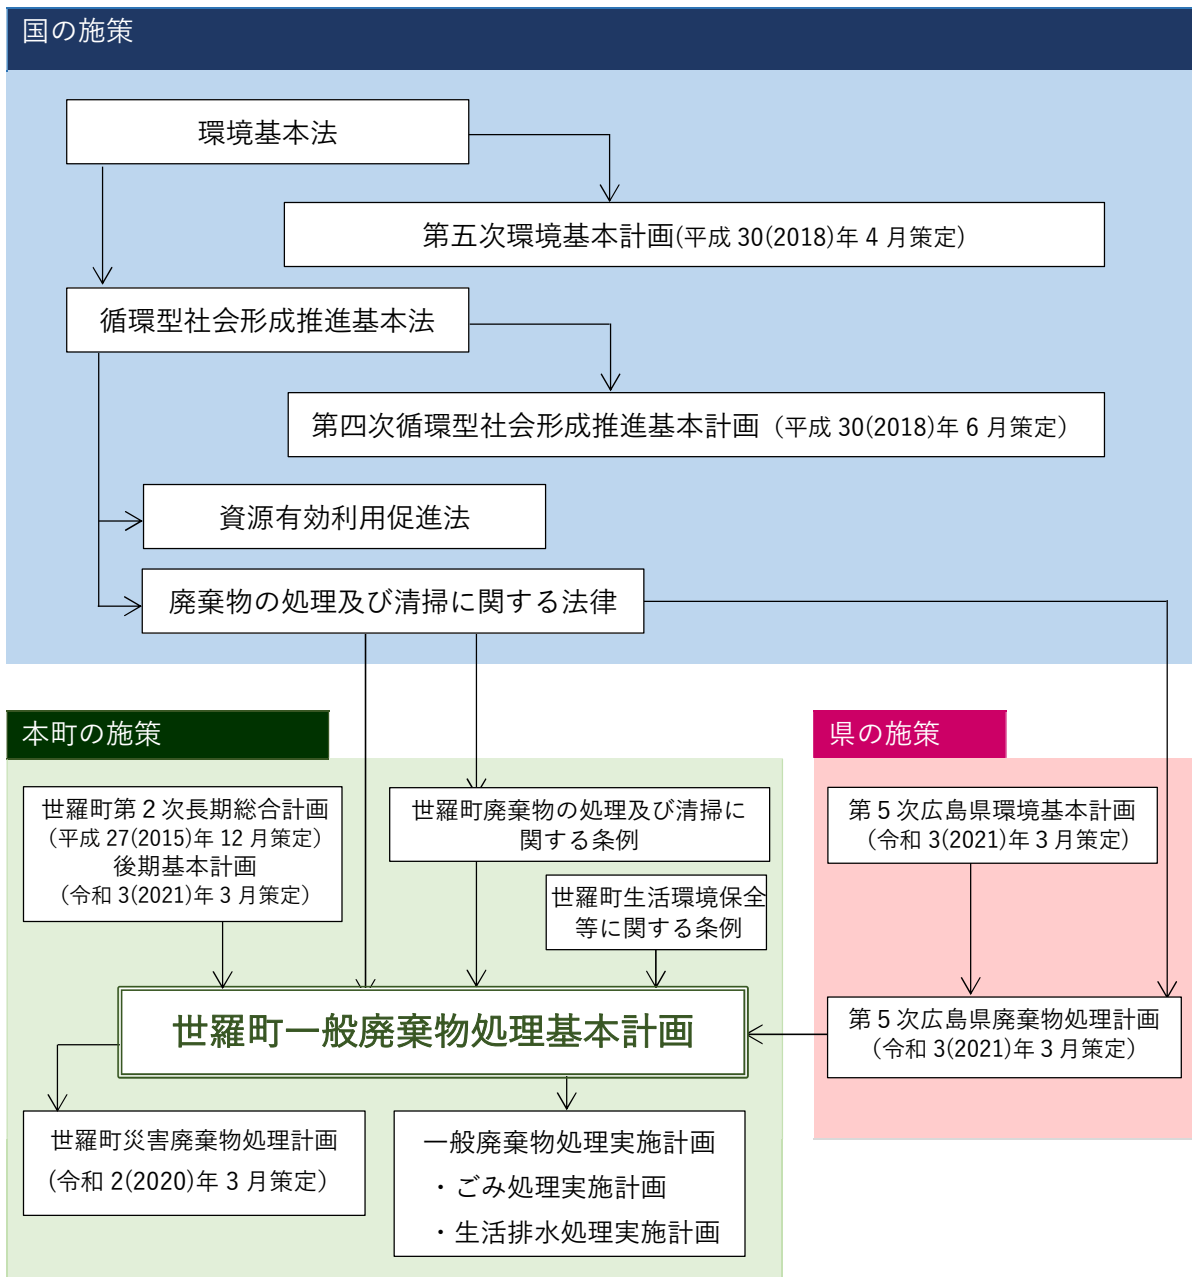 国の施策
環境基本法
第五次環境基本計画(平成 30(2018)年 4 月策定)
循環型社会形成推進基本法
第四次循環型社会形成推進基本計画（平成 30(2018)年 6 月策定）
資源有効利用促進法
廃棄物の処理及び清掃に関する法律
本町の施策
世羅町第２次長期総合計画
(平成 27(2015)年 12 月策定)
後期基本計画
(令和 3(2021)年 3 月策定)
世羅町廃棄物の処理及び清掃に
関する条例
世羅町生活環境保全
等に関する条例
県の施策
第５次広島県環境基本計画
(令和 3(2021)年 3 月策定)
第５次広島県廃棄物処理計画
(令和 3(2021)年 3 月策定)
世羅町一般廃棄物処理基本計画
世羅町災害廃棄物処理計画
(令和 2(2020)年 3 月策定）
一般廃棄物処理実施計画
・ごみ処理実施計画
・生活排水処理実施計画